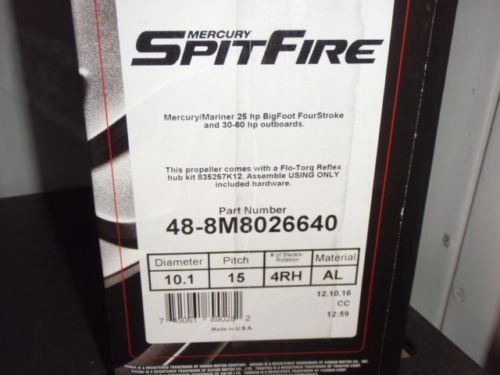 MERCURY
SPITFIRE
Mercury/Mariner 25 hp BigFoot FourStroke
and 30-60 hp outboards.
This propeller comes with a Flo-Torq Reflex
hub kit 835257K12. Assemble USING ONLY
included hardware.
Part Number
48-8M8026640
Diameter Pitch # of Blades-Rotation Material
10.1 15 4RH AL
12.10.16
CC
12:59
Made in U.S.A.